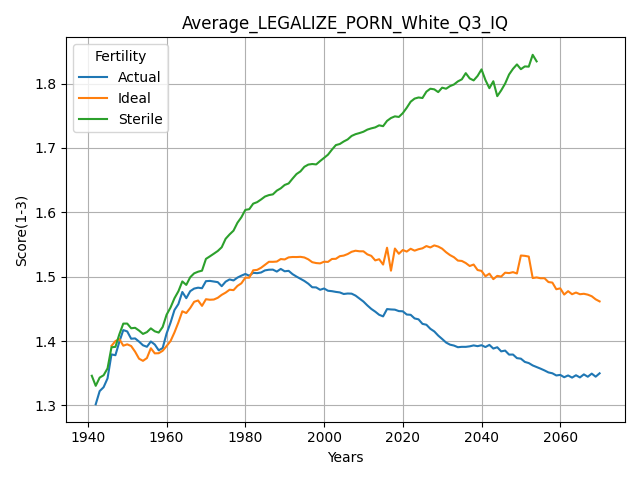 Average_LEGALIZE_PORN_White_Q3_IQ
Fertility
Actual
Ideal
Sterile
Score(1-3)
1.8
1.7
1.6
1.5
1.4
1.3
1940 1960 1980 2000 2020 2040 2060
Years